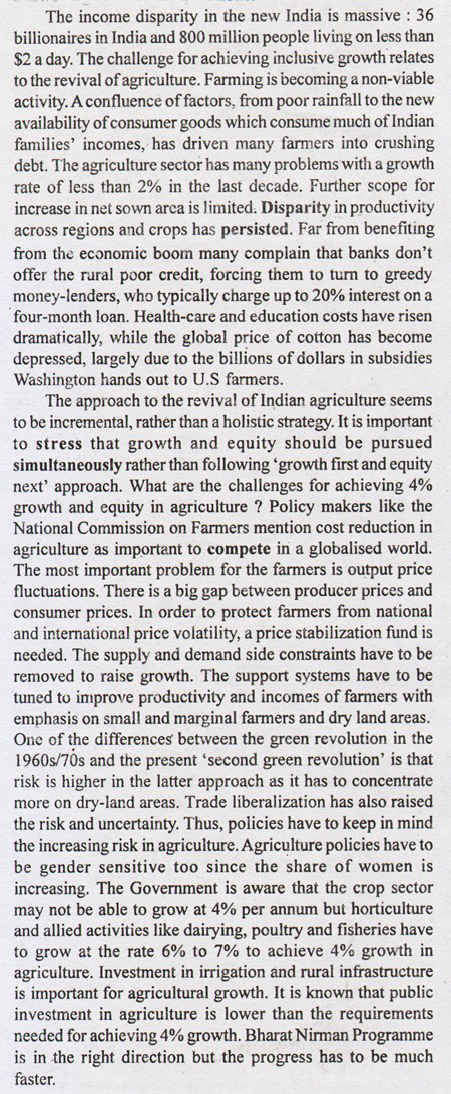 The income disparity in the new India is massive : 36
billionaires in India and 800 million people living on less than
$2 a day. The challenge for achieving inclusive growth relates
to the revival of agriculture. Farming is becoming a non-viable
activity. A confluence of factors, from poor rainfall to the new
availability of consumer goods which consume much of Indian
families' incomes, has driven many farmers into crushing
debt. The agriculture sector has many problems with a growth
rate of less than 2% in the last decade. Further scope for
increase in net sown area is limited. Disparity in productivity
across regions and crops has persisted. Far from benefiting
from the economic boom many complain that banks don't
offer the rural poor credit, forcing them to turn to greedy
money-lenders, who typically charge up to 20% interest on a
four-month loan. Health-care and education costs have risen
dramatically, while the global price of cotton has become
depressed, largely due to the billions of dollars in subsidies
Washington hands out to U.S farmers.
The approach to the revival of Indian agriculture seems
to be incremental, rather than a holistic strategy. It is important
to stress that growth and equity should be pursued
simultaneously rather than following 'growth first and equity
next' approach. What are the challenges for achieving 4%
growth and equity in agriculture ? Policy makers like the
National Commission on Farmers mention cost reduction in
agriculture as important to compete in a globalised world.
The most important problem for the farmers is output price
fluctuations. There is a big gap between producer prices and
consumer prices. In order to protect farmers from national
and international price volatility, a price stabilization fund is
needed. The supply and demand side constraints have to be
removed to raise growth. The support systems have to be
tuned to improve productivity and incomes of farmers with
emphasis on small and marginal farmers and dry land areas.
One of the differences between the green revolution in the
1960s/70s and the present 'second green revolution' is that
risk is higher in the latter approach as it has to concentrate
more on dry-land areas. Trade liberalization has also raised
the risk and uncertainty. Thus, policies have to keep in mind
the increasing risk in agriculture. Agriculture policies have to
be gender sensitive too since the share of women is
increasing. The Government is aware that the crop sector
may not be able to grow at 4% per annum but horticulture
and allied activities like dairying, poultry and fisheries have
to grow at the rate 6% to 7% to achieve 4% growth in
agriculture. Investment in irrigation and rural infrastructure
is important for agricultural growth. It is known that public
investment in agriculture is lower than the requirements
needed for achieving 4% growth. Bharat Nirman Programme
is in the right direction but the progress has to be much
faster.